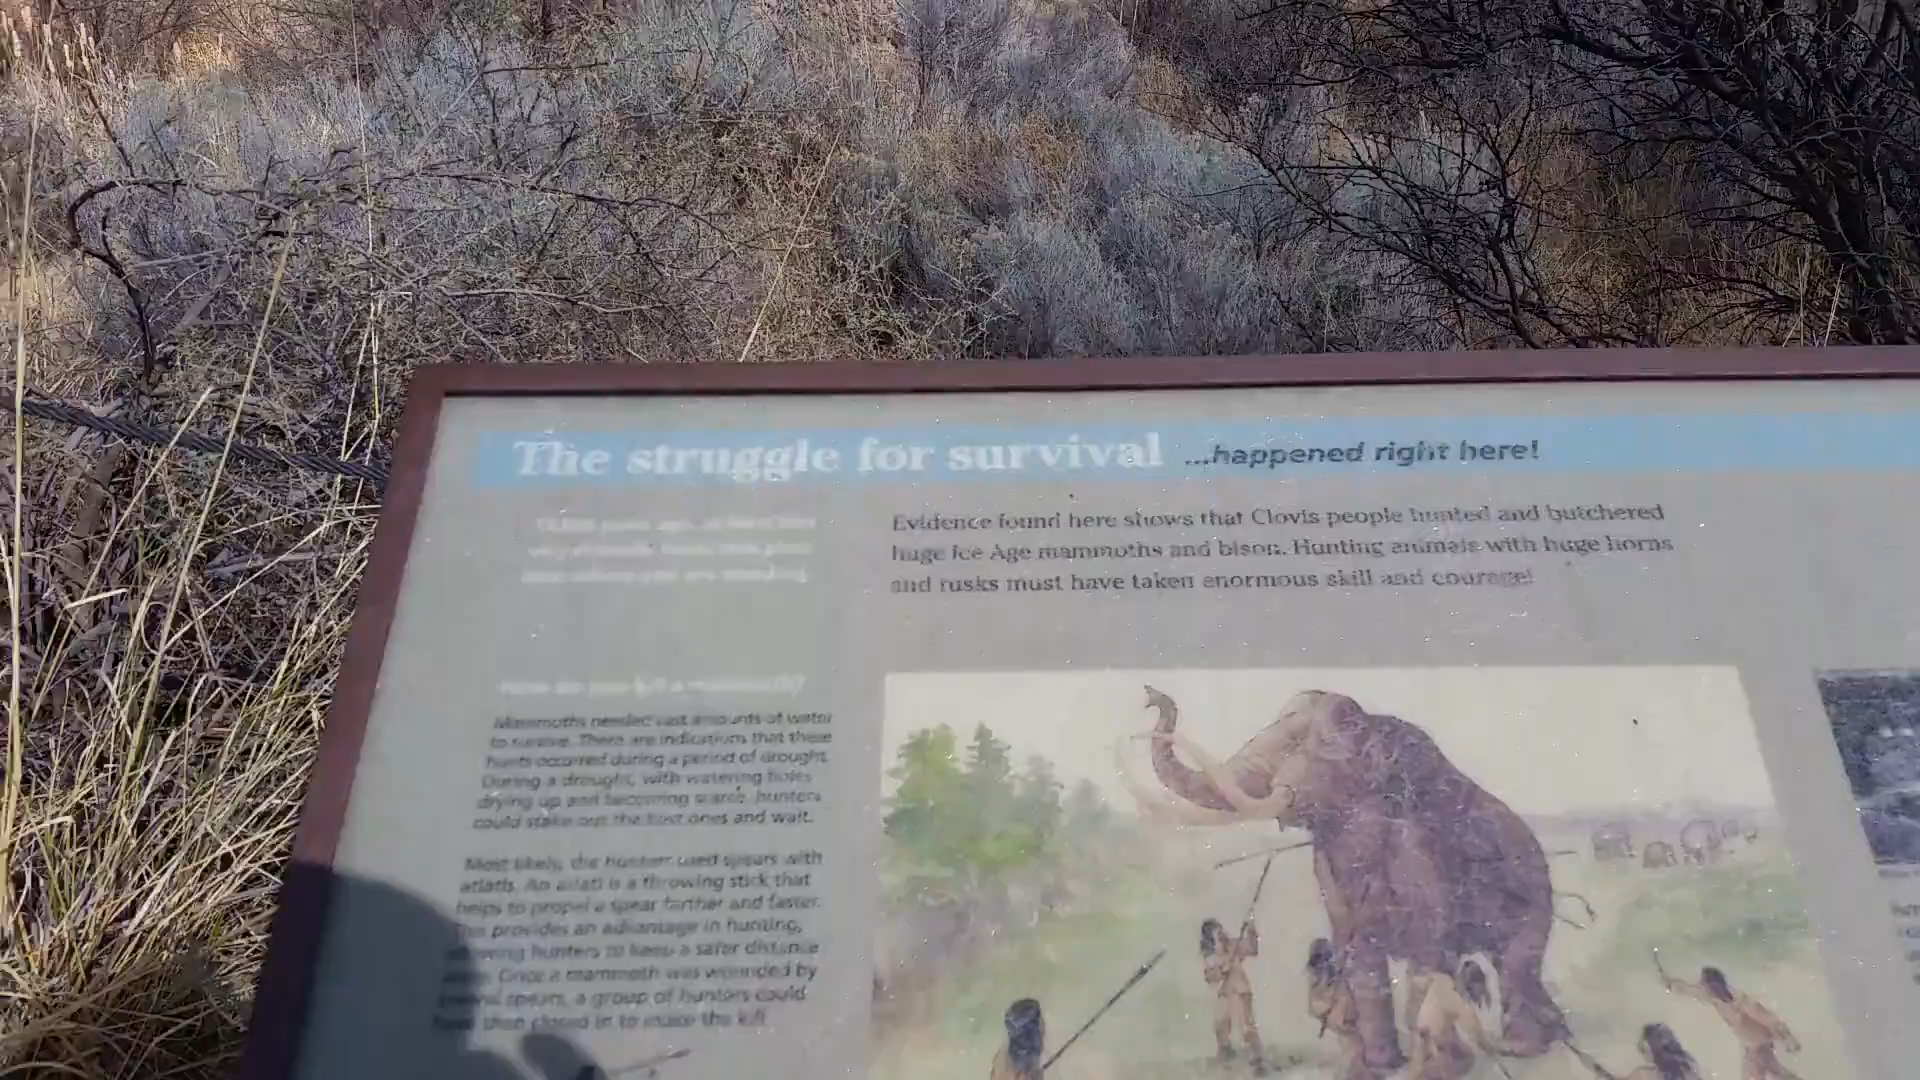 The struggle for survival ...happened right here!
Evidence found here shows that Clovis people hunted and butchered
huge Ice Age mammoths and bison. Hunting animals with huge horns
and tusks must have taken enormous skill and courage!
Mammoths needed vast amounts of water
to survive. There are indications that these
hunts occurred during a period of drought.
During a drought, with watering holes
drying up and becoming scarce, hunters
could stake out the best ones and wait.
Most likely, the hunters used spears with
atlatls. An atlatl is a throwing stick that
helps to propel a spear farther and faster.
provides an advantage in hunting,
hunters to keep a safer distance
Once a mammoth was wounded by
spears, a group of hunters could
then closed in to make the kill.